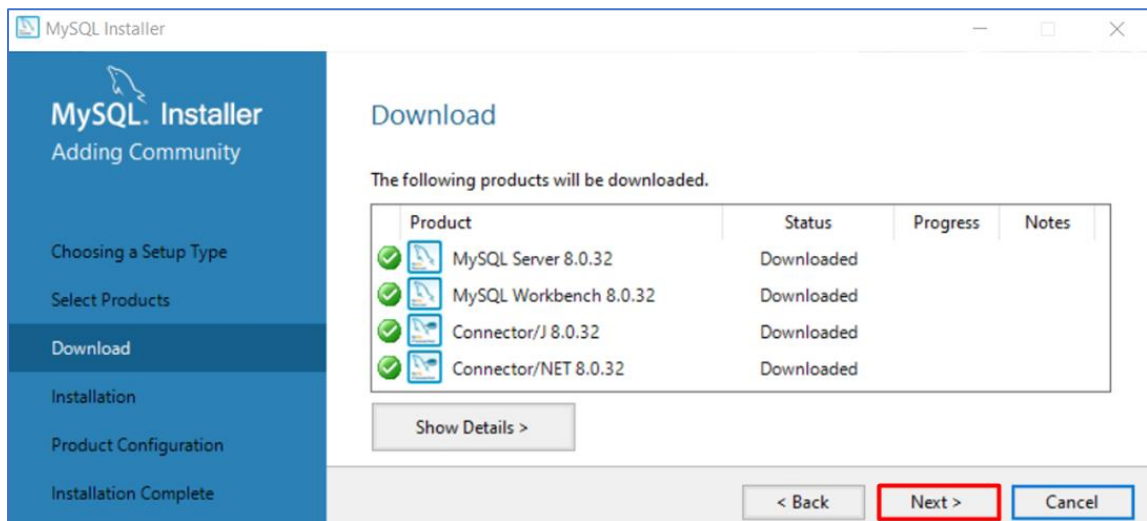 MySQL Installer
MySQL. Installer
Adding Community
Choosing a Setup Type
Select Products
Download
Installation
Product Configuration
Installation Complete
Download
The following products will be downloaded.
Product Status Progress Notes
MySQL Server 8.0.32 Downloaded
MySQL Workbench 8.0.32 Downloaded
Connector/J 8.0.32 Downloaded
Connector/NET 8.0.32 Downloaded
Show Details >
< Back Next > Cancel